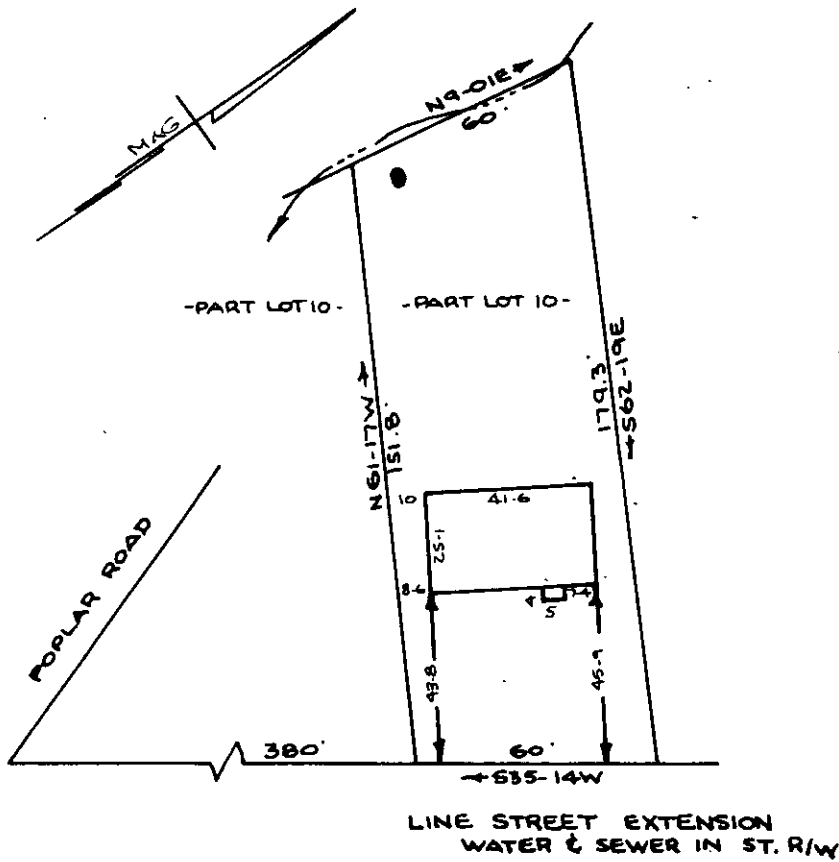 MAG
N9-01E
60'
-PART LOT 10-
-PART LOT 10-
N61-17W
151.8'
179.3'
S62-19E
10
41-6
25-1
8-6
4
5
7-4
43-8
45-9
POPLAR ROAD
380'
60'
S35-14W
LINE STREET EXTENSION
WATER & SEWER IN ST. R/W